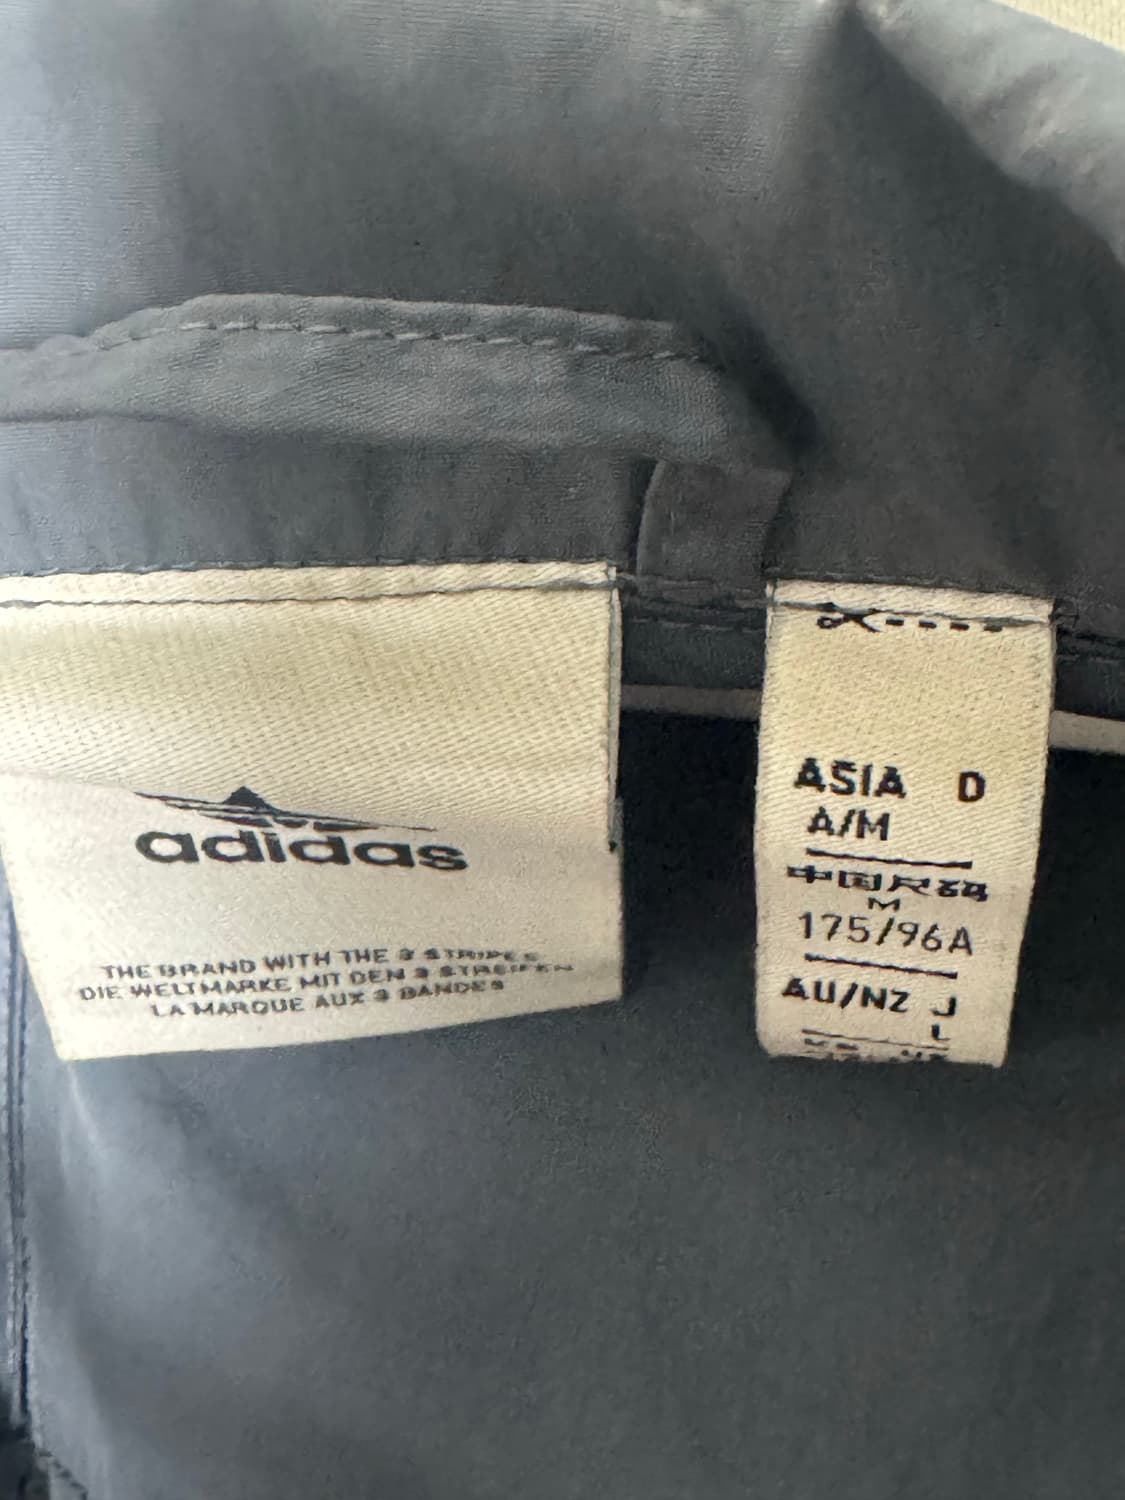 adidas
THE BRAND WITH THE 3 STRIPES
DIE WELTMARKE MIT DEN 3 STREIFEN
LA MARQUE AUX 3 BANDES
ASIA D
A/M
中国尺码
M
175/96A
AU/NZ J
L